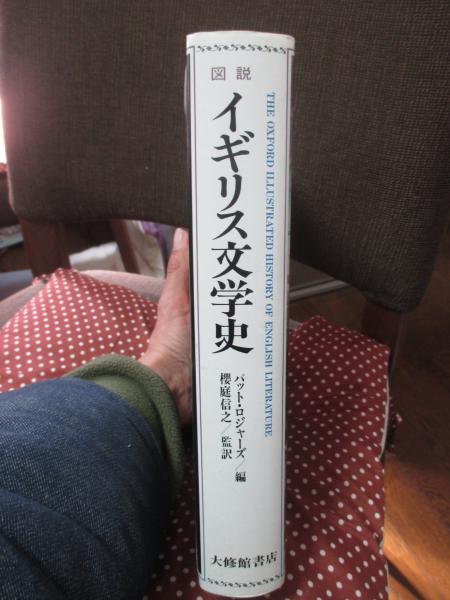 図説
イギリス文学史
THE OXFORD ILLUSTRATED HISTORY OF ENGLISH LITERATURE
パット・ロジャーズ/編
櫻庭信之/監訳
大修館書店